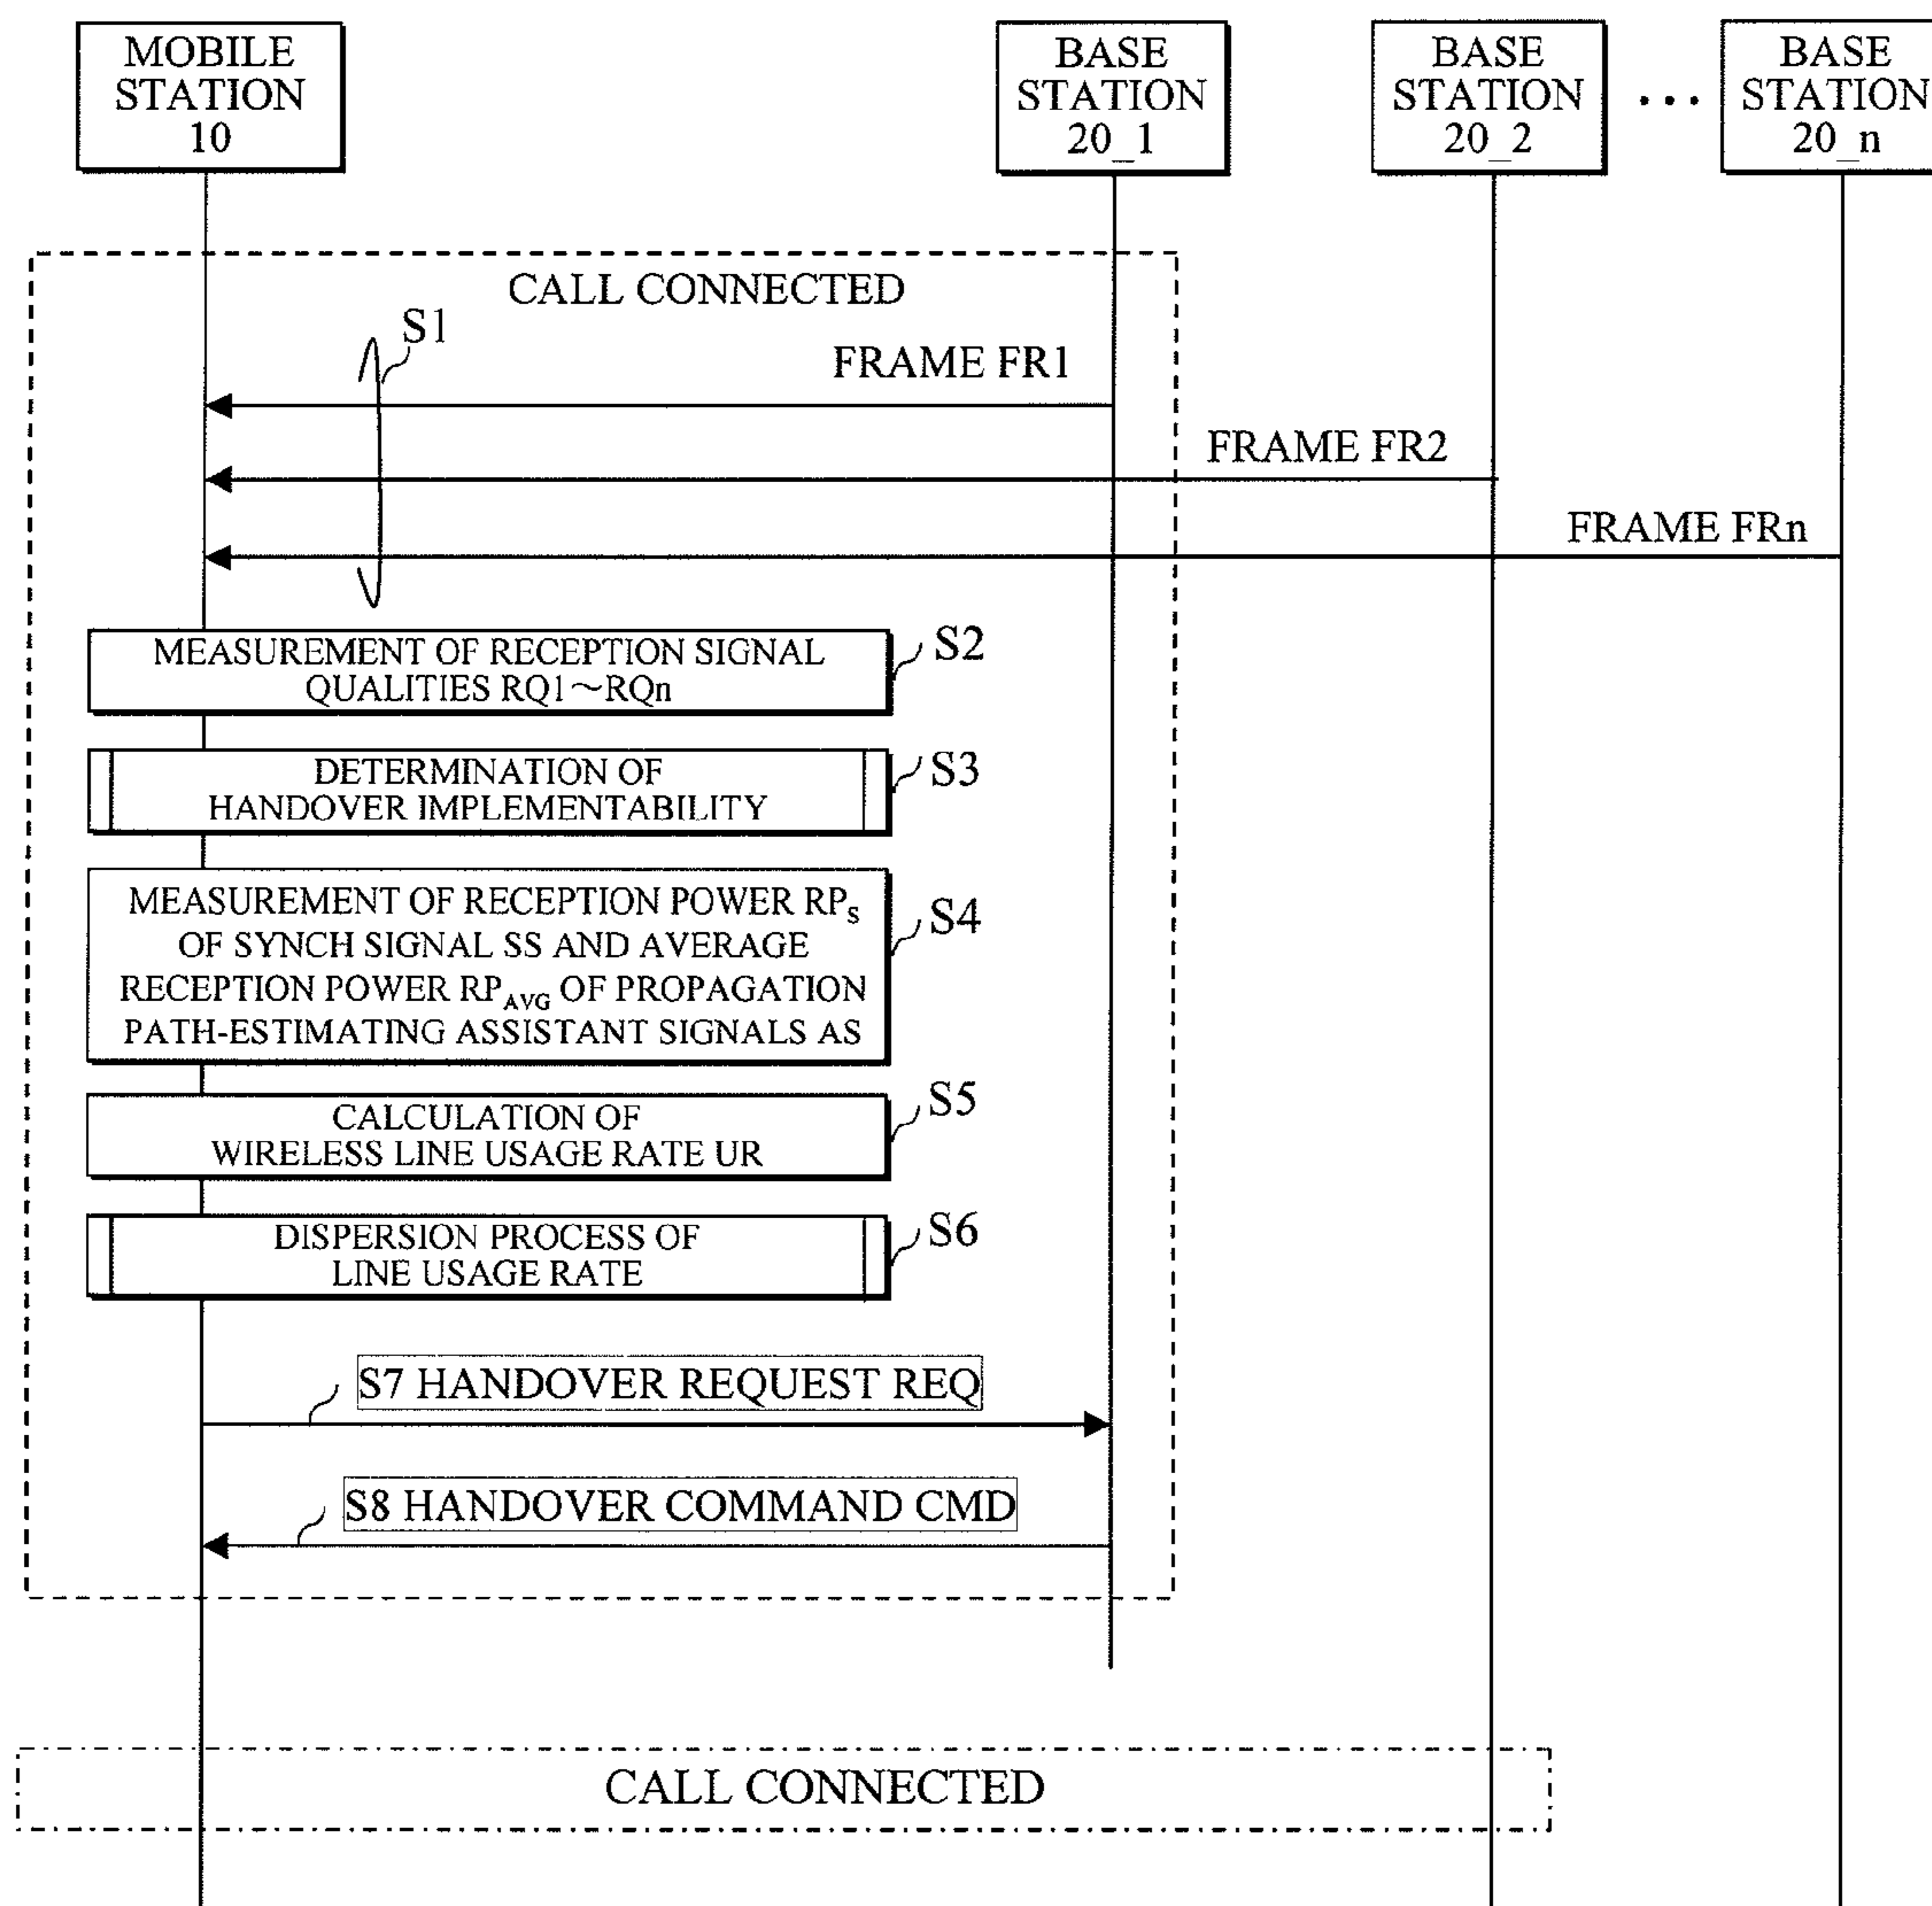 MOBILE
STATION
10
BASE
STATION
20_1
BASE
STATION
20_2
...
BASE
STATION
20_n
CALL CONNECTED
S1
FRAME FR1
FRAME FR2
FRAME FRn
MEASUREMENT OF RECEPTION SIGNAL
QUALITIES RQ1～RQn
S2
DETERMINATION OF
HANDOVER IMPLEMENTABILITY
S3
MEASUREMENT OF RECEPTION POWER RPS
OF SYNCH SIGNAL SS AND AVERAGE
RECEPTION POWER RPAVG OF PROPAGATION
PATH-ESTIMATING ASSISTANT SIGNALS AS
S4
CALCULATION OF
WIRELESS LINE USAGE RATE UR
S5
DISPERSION PROCESS OF
LINE USAGE RATE
S6
S7 HANDOVER REQUEST REQ
S8 HANDOVER COMMAND CMD
CALL CONNECTED